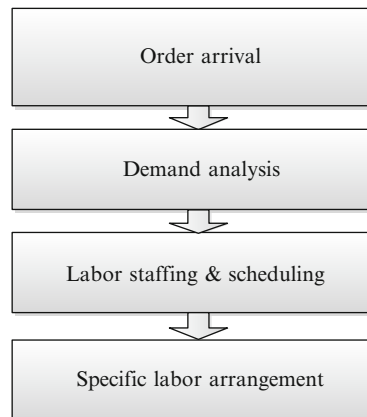 Order arrival
Demand analysis
Labor staffing & scheduling
Specific labor arrangement